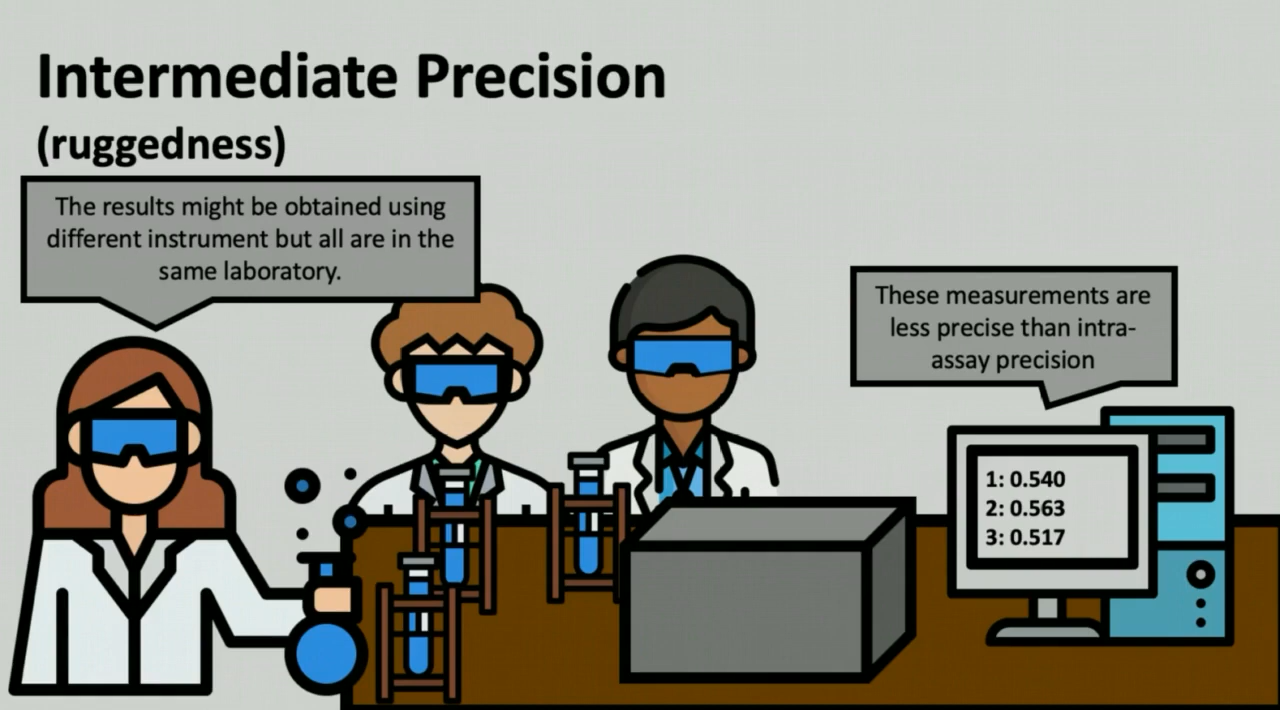 Intermediate Precision
(ruggedness)
The results might be obtained using
different instrument but all are in the
same laboratory.
These measurements are
less precise than intra-
assay precision
1: 0.540
2: 0.563
3: 0.517